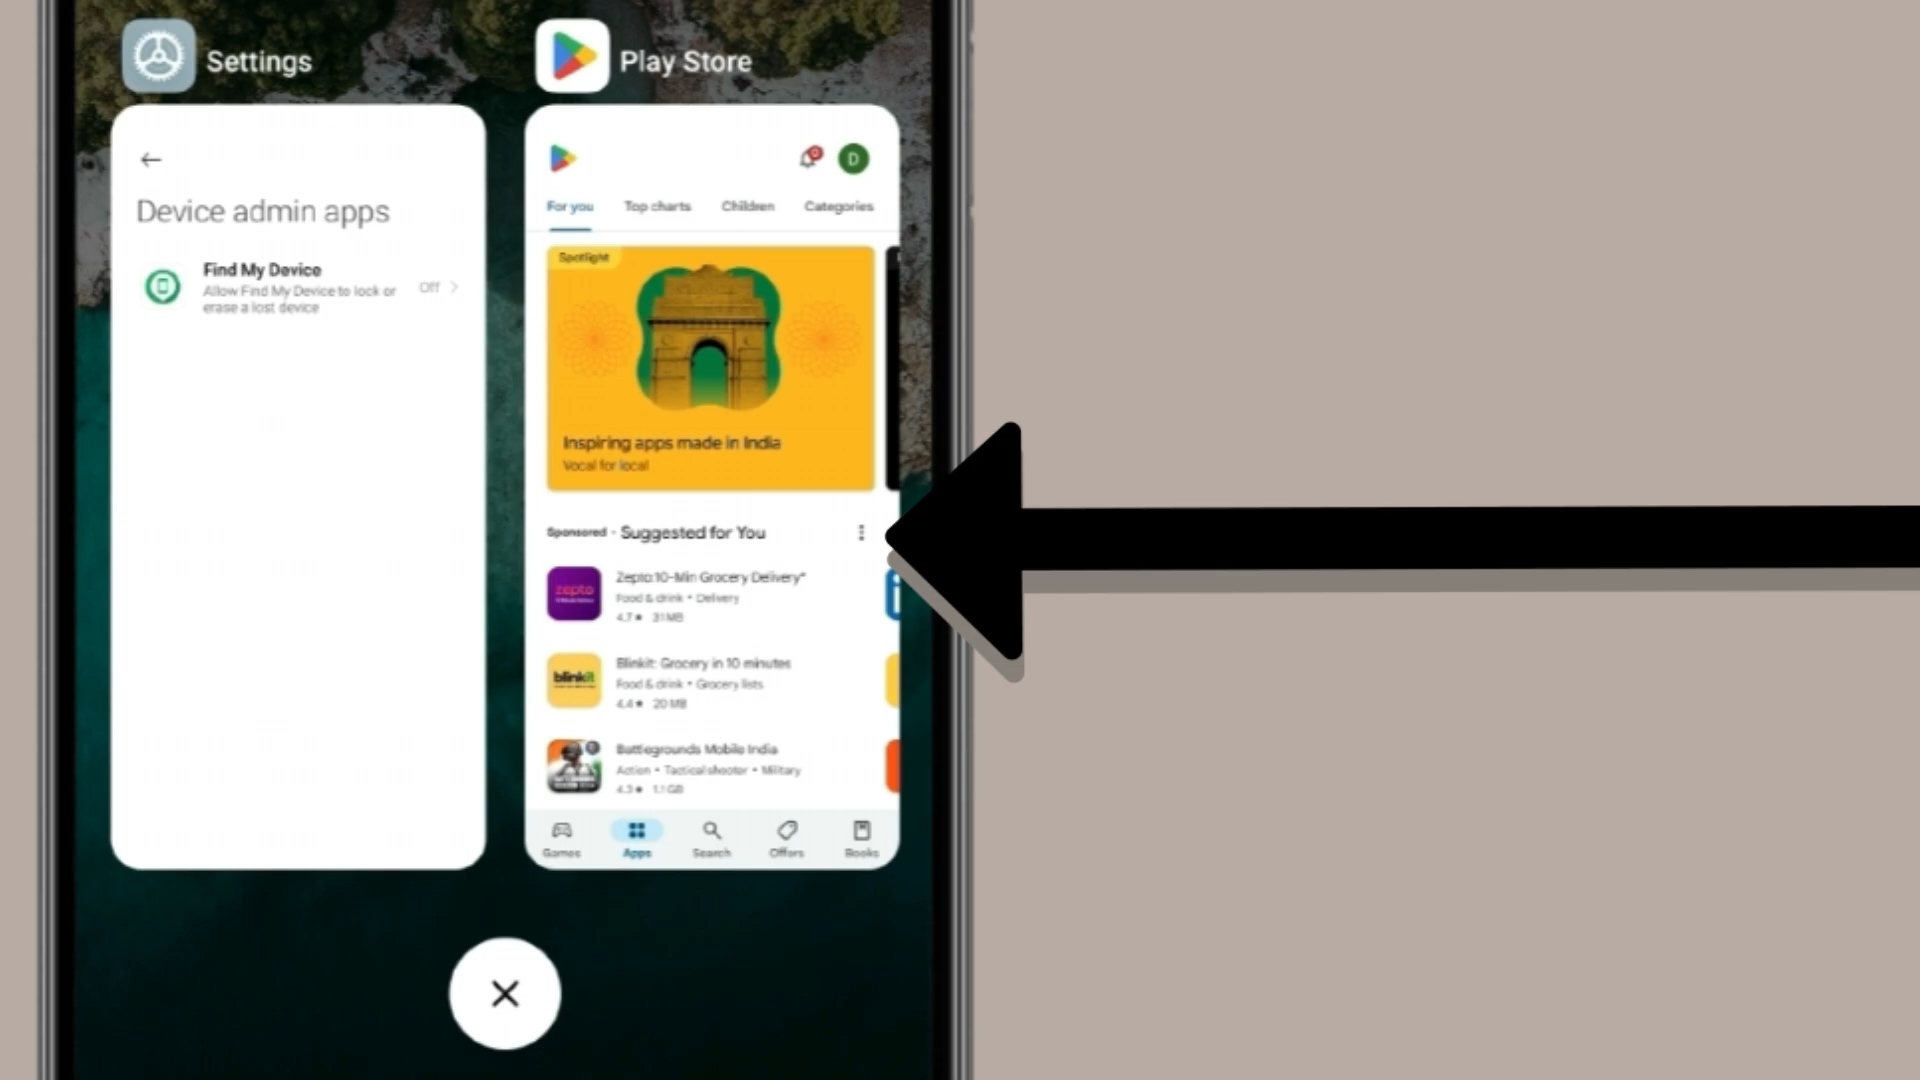 Settings
Play Store
Device admin apps
Find My Device
Allow Find My Device to lock or
erase a lost device
Off
D
For you
Top charts
Children
Categories
Spotlight
Inspiring apps made in India
Vocal for local
Sponsored · Suggested for You
zepto
Zepto:10-Min Grocery Delivery*
Food & drink • Delivery
4.7★ 31 MB
blinkit
Blinkit: Grocery in 10 minutes
Food & drink • Grocery lists
4.4★ 20 MB
Battlegrounds Mobile India
Action • Tactical shooter • Military
4.3★ 1.1 GB
Games
Apps
Search
Offers
Books